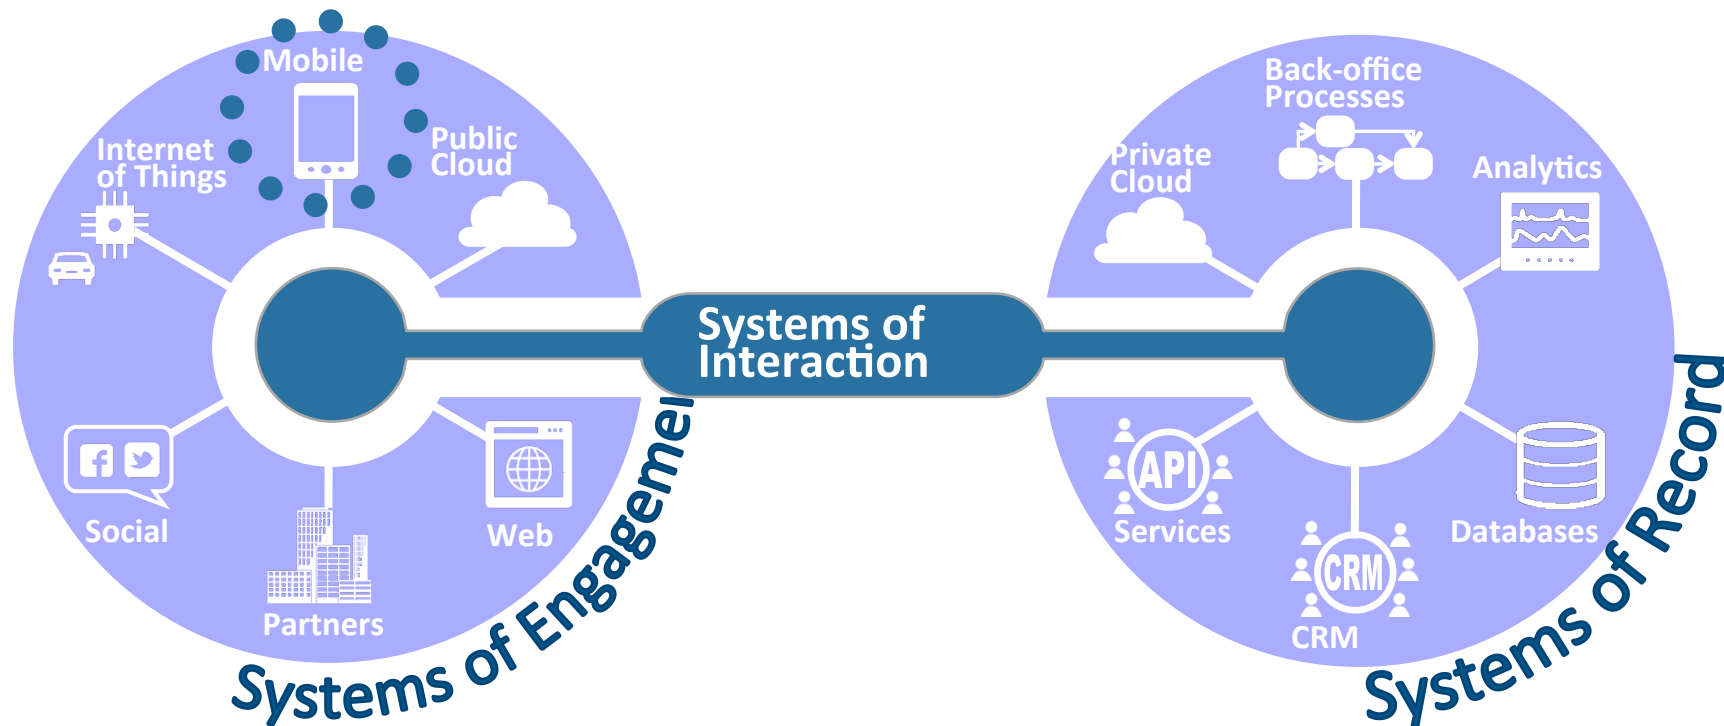 Mobile
Public
Cloud
Internet
of Things
Social
Partners
Web
Systems of Engagemen
Systems of
Interaction
Back-office
Processes
Private
Cloud
Analytics
API
Services
CRM
CRM
Databases
Systems of Record